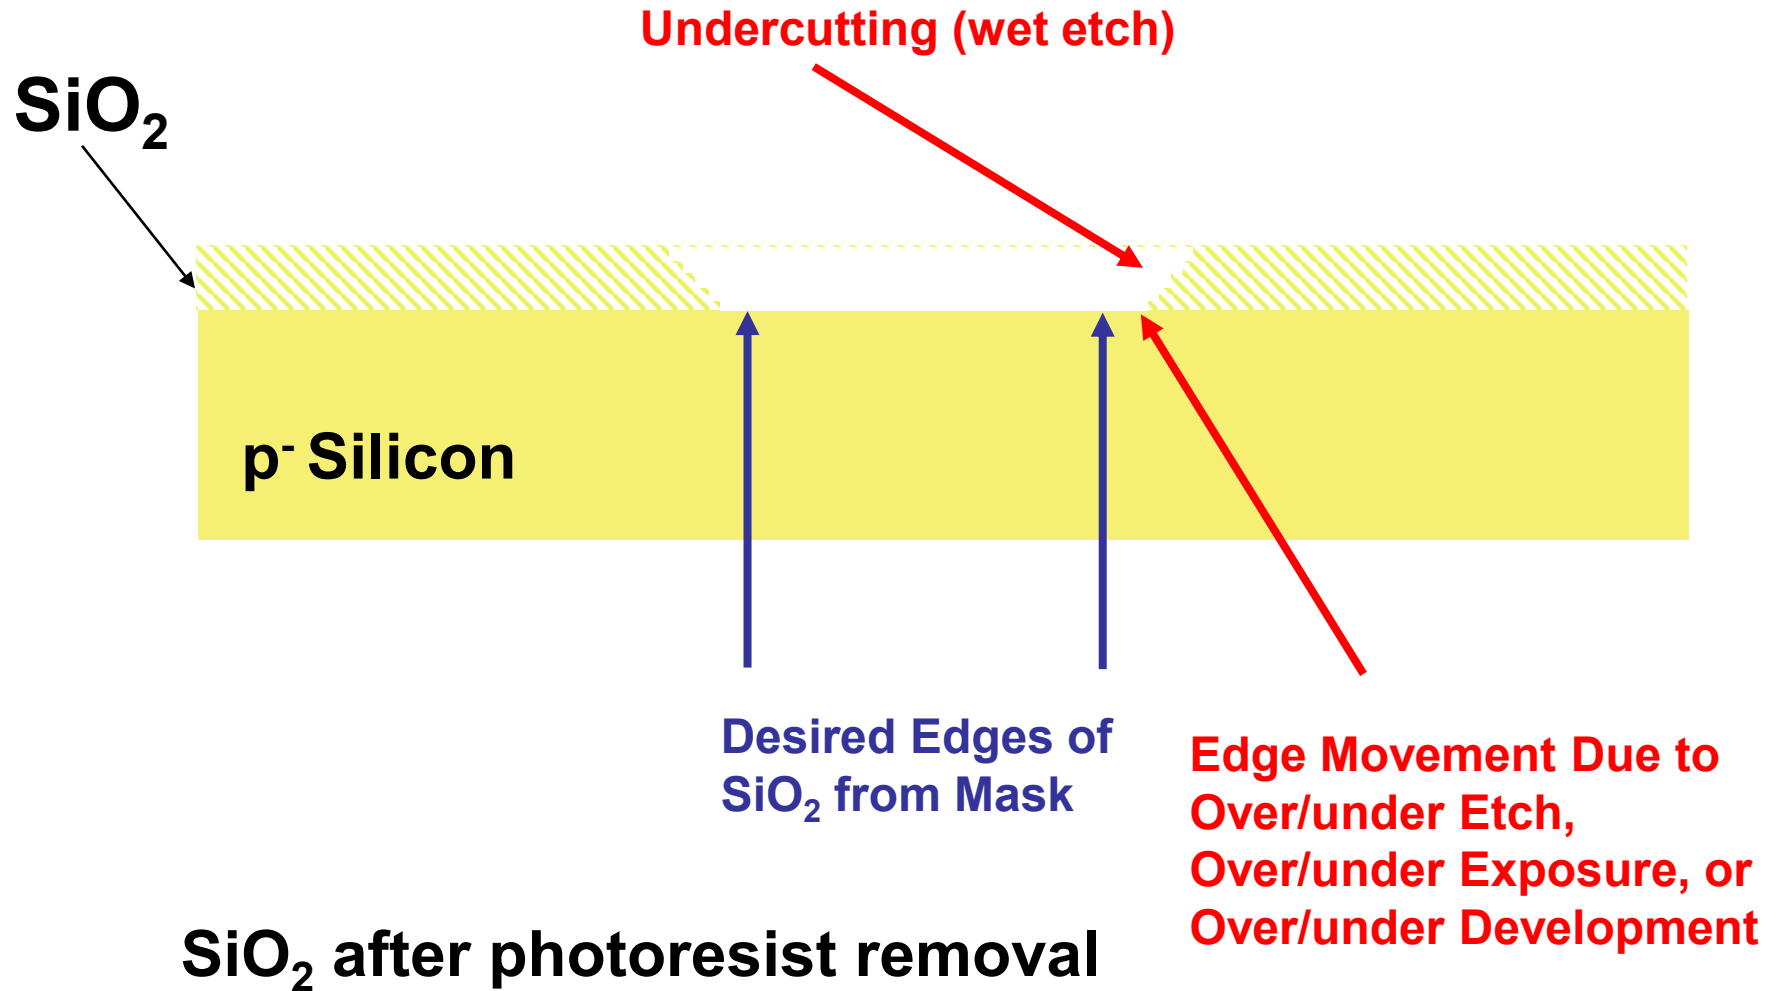 Undercutting (wet etch)
SiO₂
p⁻ Silicon
Desired Edges of
SiO₂ from Mask
Edge Movement Due to
Over/under Etch,
Over/under Exposure, or
Over/under Development
SiO₂ after photoresist removal